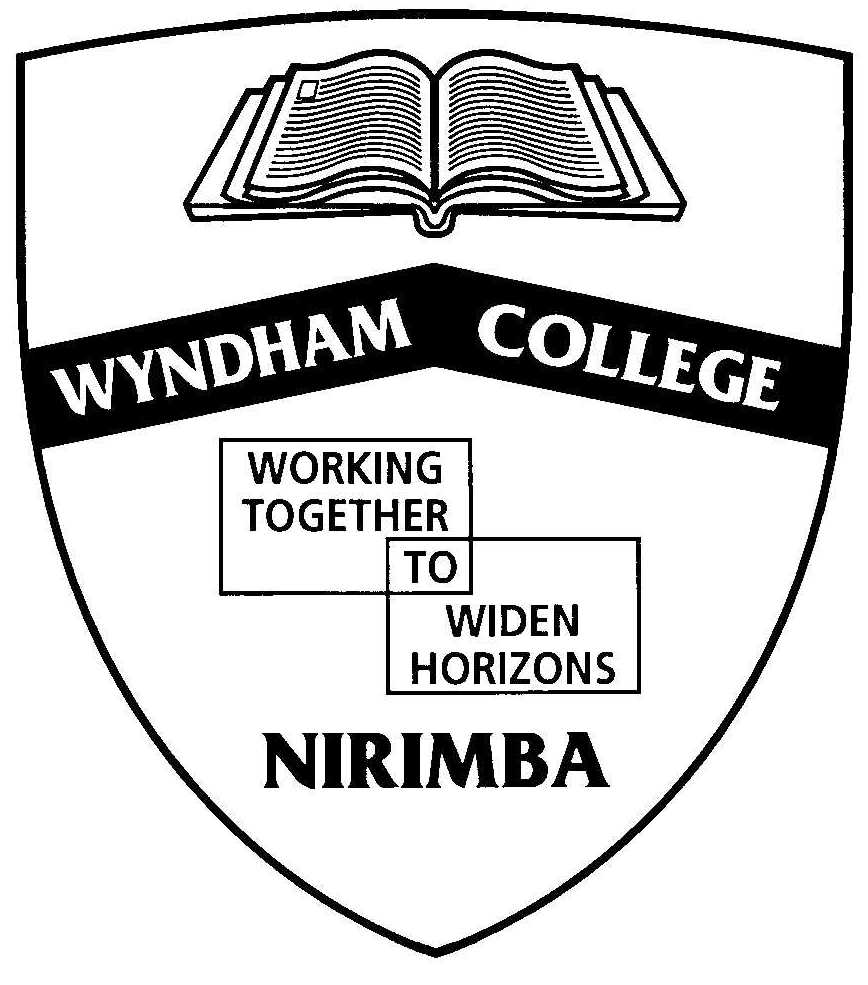 WYNDHAM COLLEGE
WORKING
TOGETHER
TO
WIDEN
HORIZONS
NIRIMBA